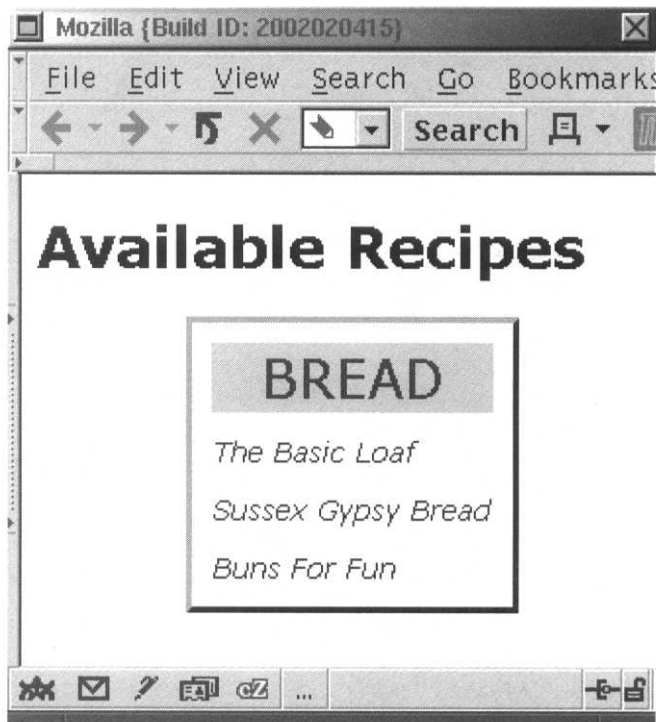 Mozilla {Build ID: 2002020415}
File Edit View Search Go Bookmarks
Search
Available Recipes
BREAD
The Basic Loaf
Sussex Gypsy Bread
Buns For Fun
cZ
...